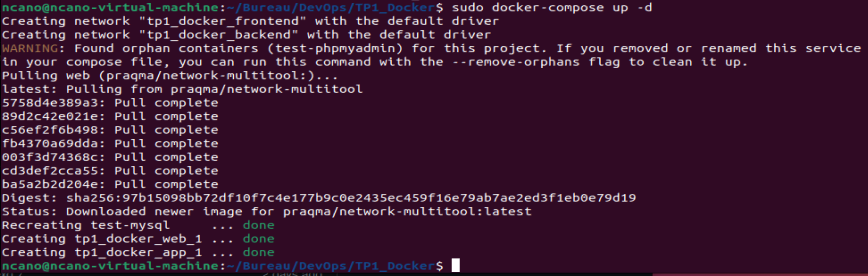 ncano@ncano-virtual-machine:~/Bureau/DevOps/TP1_Docker$ sudo docker-compose up -d
Creating network "tp1_docker_frontend" with the default driver
Creating network "tp1_docker_backend" with the default driver
WARNING: Found orphan containers (test-phpmyadmin) for this project. If you removed or renamed this service
in your compose file, you can run this command with the --remove-orphans flag to clean it up.
Pulling web (praqma/network-multitool:)...
latest: Pulling from praqma/network-multitool
5758d4e389a3: Pull complete
89d2c42e021e: Pull complete
c56ef2f6b498: Pull complete
fb4370a69dda: Pull complete
003f3d74368c: Pull complete
cd3def2cca55: Pull complete
ba5a2b2d204e: Pull complete
Digest: sha256:97b15098bb72df10f7c4e177b9c0e2435ec459f16e79ab7ae2ed3f1eb0e79d19
Status: Downloaded newer image for praqma/network-multitool:latest
Recreating test-mysql    ... done
Creating tp1_docker_web_1 ... done
Creating tp1_docker_app_1 ... done
ncano@ncano-virtual-machine:~/Bureau/DevOps/TP1_Docker$